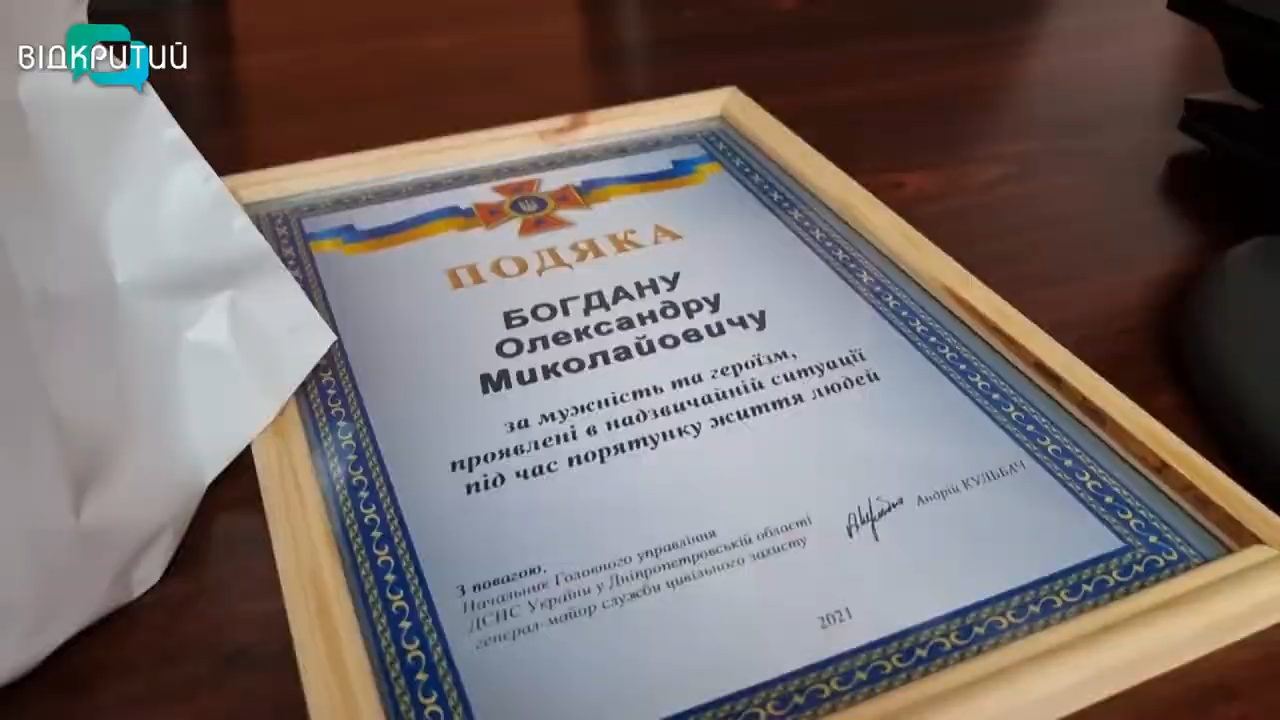 ВІДКРИТИЙ
ПОДЯКА
БОГДАНУ
Олександру
Миколайовичу
за мужність та героїзм,
проявлені в надзвичайній ситуації
під час порятунку життя людей
З повагою,
Начальник Головного управління
ДСНС України у Дніпропетровській області
генерал-майор служби цивільного захисту
Андрій КУЛЬБАЧ
2021